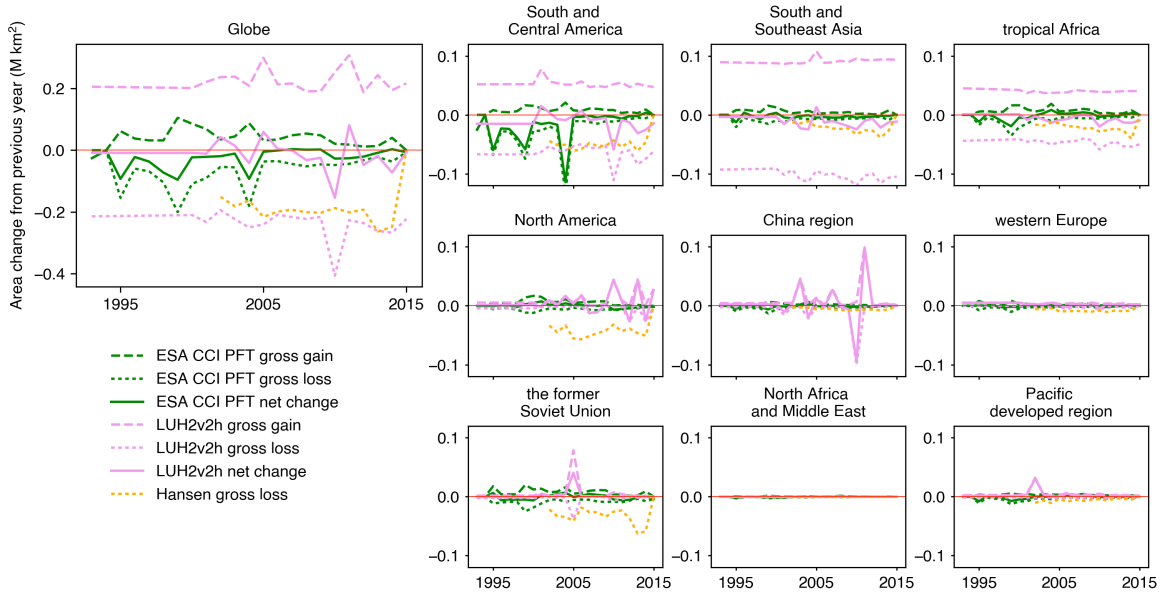 Globe
Area change from previous year (M km²)
0.2
0.0
−0.2
−0.4
1995
2005
2015
South and
Central America
0.1
0.0
−0.1
South and
Southeast Asia
0.1
0.0
−0.1
tropical Africa
0.1
0.0
−0.1
North America
0.1
0.0
−0.1
China region
0.1
0.0
−0.1
western Europe
0.1
0.0
−0.1
ESA CCI PFT gross gain
ESA CCI PFT gross loss
ESA CCI PFT net change
LUH2v2h gross gain
LUH2v2h gross loss
LUH2v2h net change
Hansen gross loss
the former
Soviet Union
0.1
0.0
−0.1
1995
2005
2015
North Africa
and Middle East
0.1
0.0
−0.1
1995
2005
2015
Pacific
developed region
0.1
0.0
−0.1
1995
2005
2015